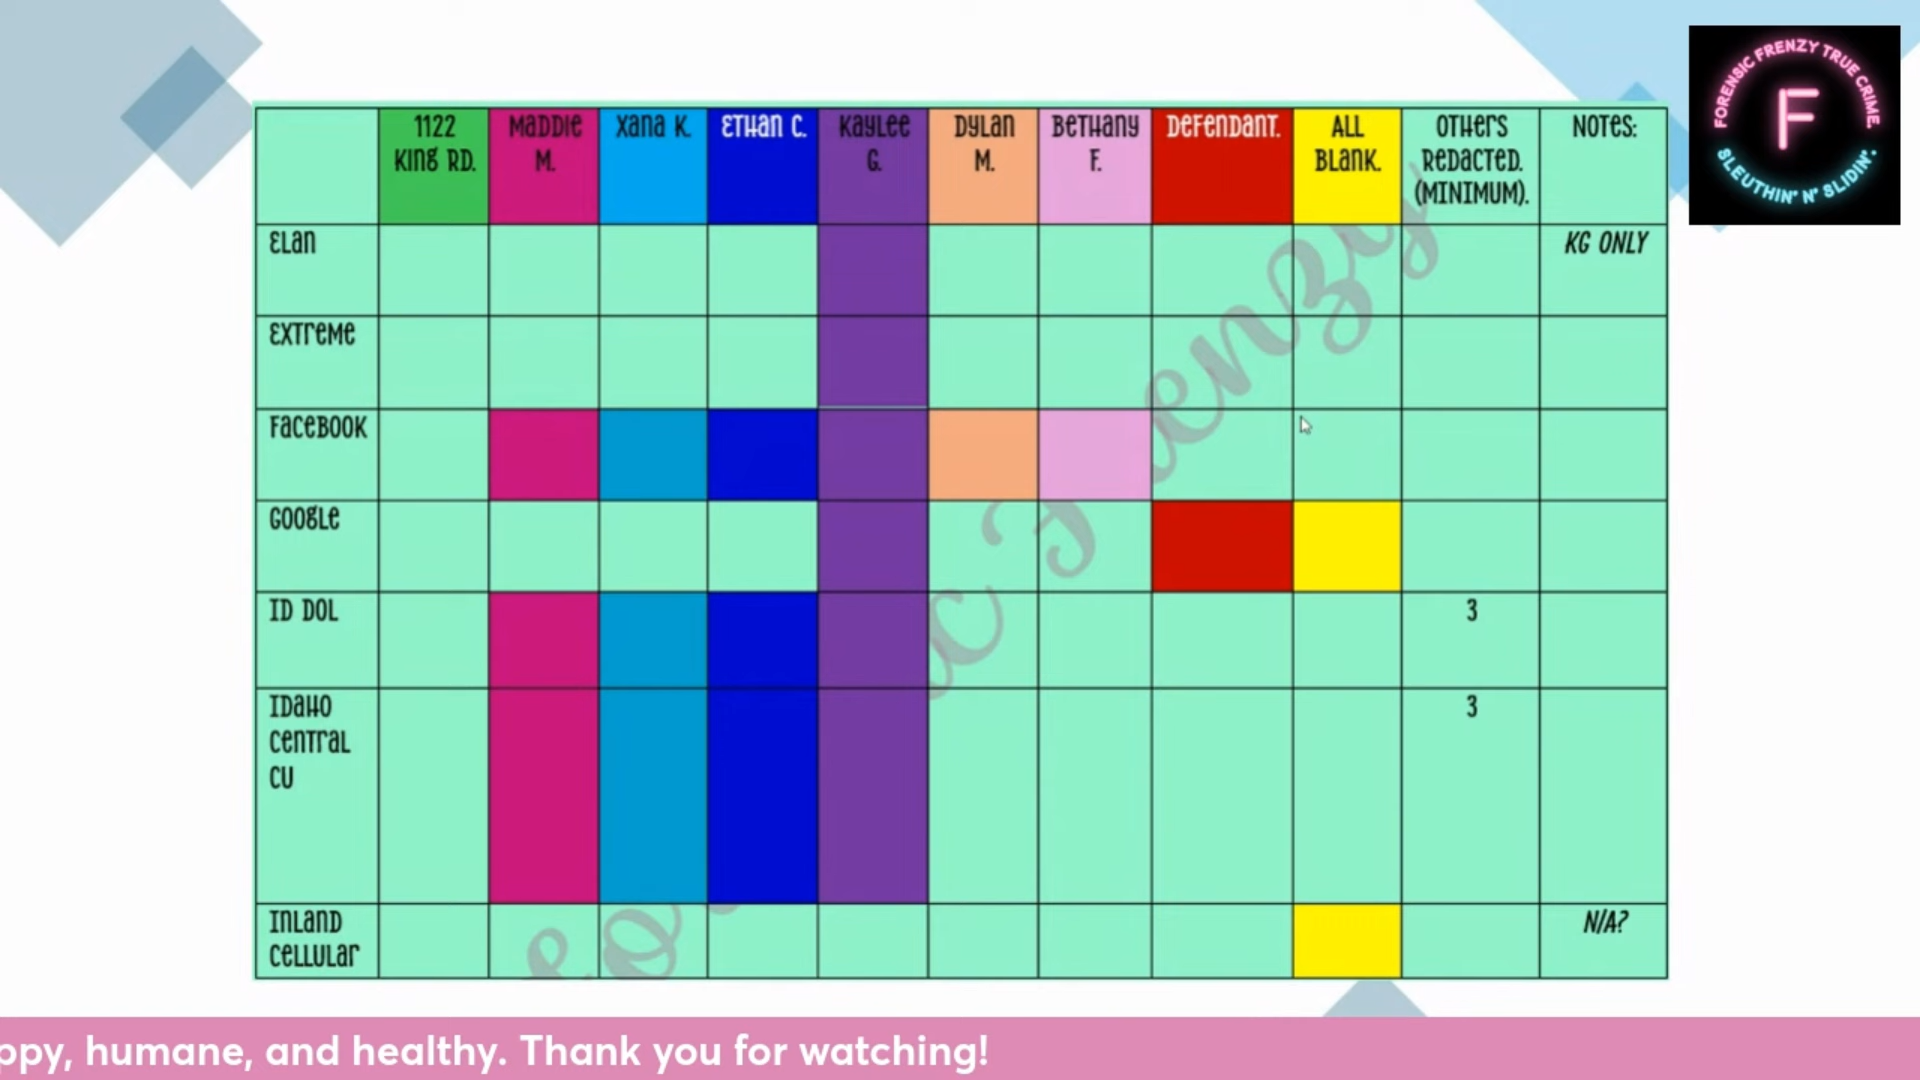 1122
KING RD.
MADDIE
M.
XANA K.
ETHAN C.
KAYLEE
G.
DYLAN
M.
BETHANY
F.
DEFENDANT.
ALL
BLANK.
OTHERS
REDACTED.
(MINIMUM).
NOTES:
ELAN
KG ONLY
EXTREME
FACEBOOK
GOOGLE
ID DOL
3
IDAHO
CENTRAL
CU
3
INLAND
CELLULAR
N/A?
Frenzy
FORENSIC FRENZY TRUE CRIME.
F
SLEUTHIN' N' SLIDIN'.
ppy, humane, and healthy. Thank you for watching!